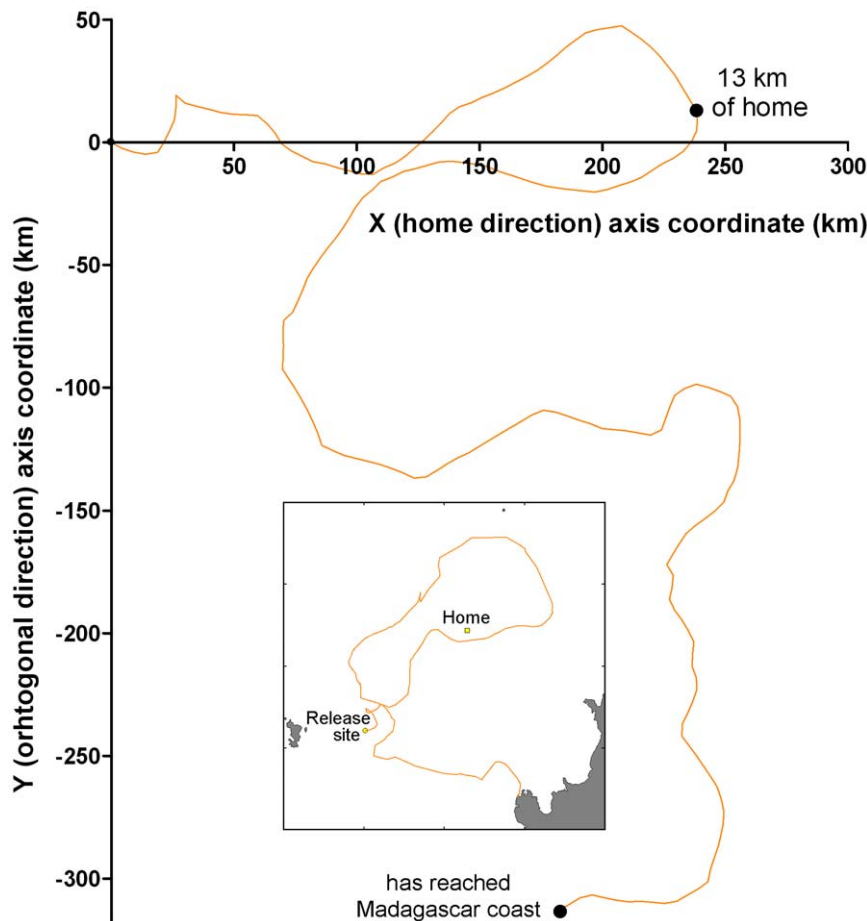 50
13 km
of home
0
50
100
150
200
250
300
X (home direction) axis coordinate (km)
-50
-100
-150
-200
-250
-300
Y (orhtogonal direction) axis coordinate (km)
Home
Release
site
has reached
Madagascar coast